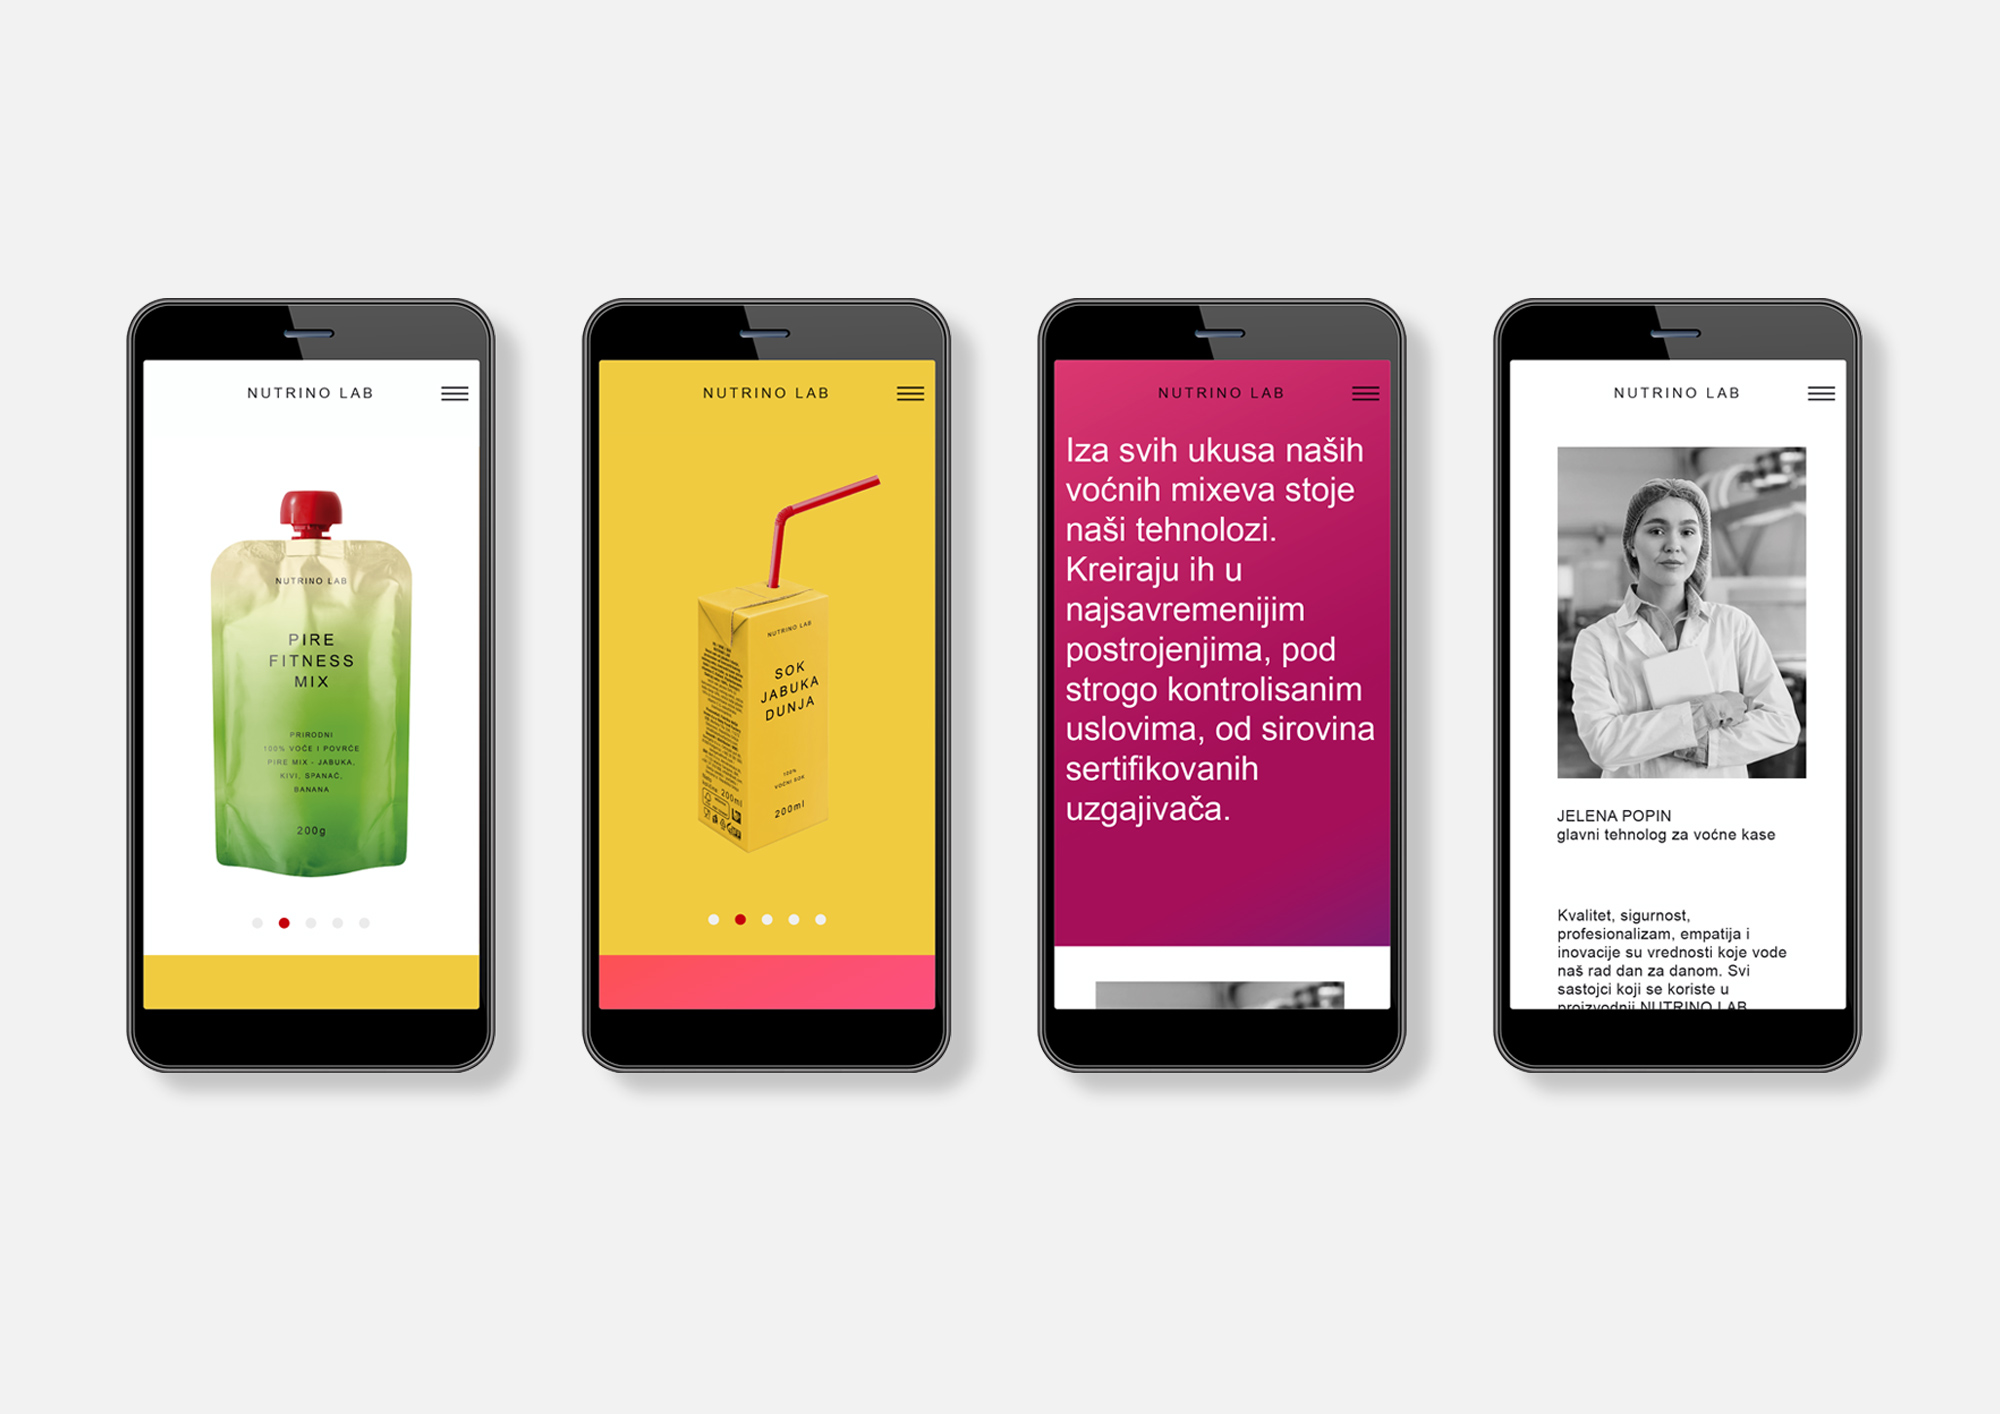 NUTRINO LAB
NUTRINO LAB
PIRE
FITNESS
MIX
PRIRODNI
100% VOĆE I POVRĆE
PIRE MIX - JABUKA,
KIVI, SPANAĆ,
BANANA
200g
NUTRINO LAB
NUTRINO LAB
SOK
JABUKA
DUNJA
100%
VOĆNI SOK
200ml
200ml
NUTRINO LAB
Iza svih ukusa naših
voćnih mixeva stoje
naši tehnolozi.
Kreiraju ih u
najsavremenijim
postrojenjima, pod
strogo kontrolisanim
uslovima, od sirovina
sertifikovanih
uzgajivača.
NUTRINO LAB
JELENA POPIN
glavni tehnolog za voćne kase
Kvalitet, sigurnost,
profesionalizam, empatija i
inovacije su vrednosti koje vode
naš rad dan za danom. Svi
sastojci koji se koriste u
proizvodnji NUTRINO LAB